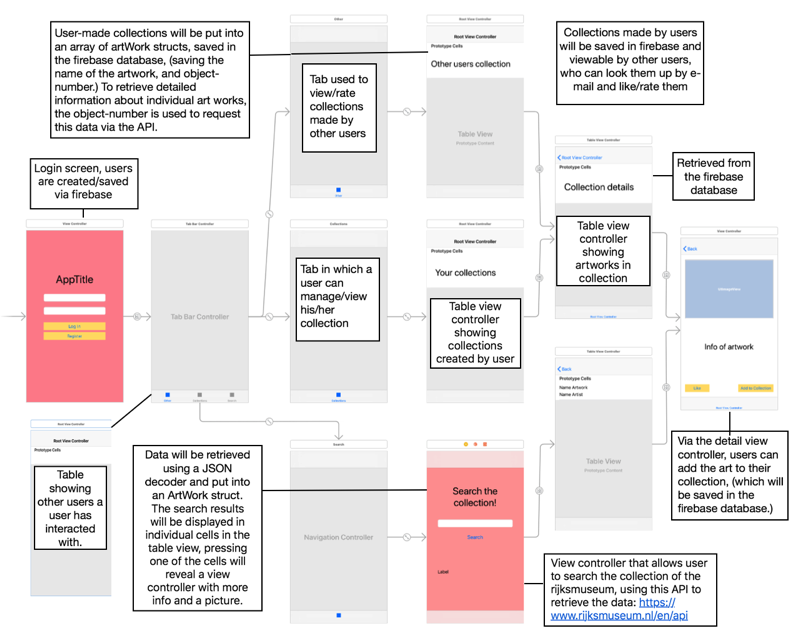 User-made collections will be put into
an array of artWork structs, saved in
the firebase database, (saving the
name of the artwork, and object-
number.) To retrieve detailed
information about individual art works,
the object-number is used to request
this data via the API.
Other
Tab used to
view/rate
collections
made by
other users
Root View Controller
Root View Controller
Prototype Cells
Other users collection
Table View
Prototype Content
Collections made by users
will be saved in firebase and
viewable by other users,
who can look them up by e-
mail and like/rate them
Table View Controller
Root View Controller
Prototype Cells
Collection details
Retrieved from
the firebase
database
Login screen, users
are created/saved
via firebase
View Controller
AppTitle
Log in
Register
Tab Bar Controller
Tab Bar Controller
Collections
Tab in which a
user can
manage/view
his/her
collection
Root View Controller
Root View Controller
Prototype Cells
Your collections
Table view
controller
showing
collections
created by user
Table view
controller
showing
artworks in
collection
View Controller
Back
Info of artwork
Like
Add to Collection
Table View Controller
Back
Prototype Cells
Name Artwork
Name Artist
Table View
Prototype Content
Root View Controller
Root View Controller
Prototype Cells
Table
showing
other users a
user has
interacted
with.
Data will be retrieved
using a JSON
decoder and put into
an ArtWork struct.
The search results
will be displayed in
individual cells in the
table view, pressing
one of the cells will
reveal a view
controller with more
info and a picture.
Search
Navigation Controller
Search the
collection!
Search
Label
Via the detail view
controller, users can
add the art to their
collection, (which will
be saved in the
firebase database.)
View controller that allows user
to search the collection of the
rijksmuseum, using this API to
retrieve the data: https://
www.rijksmuseum.nl/en/api